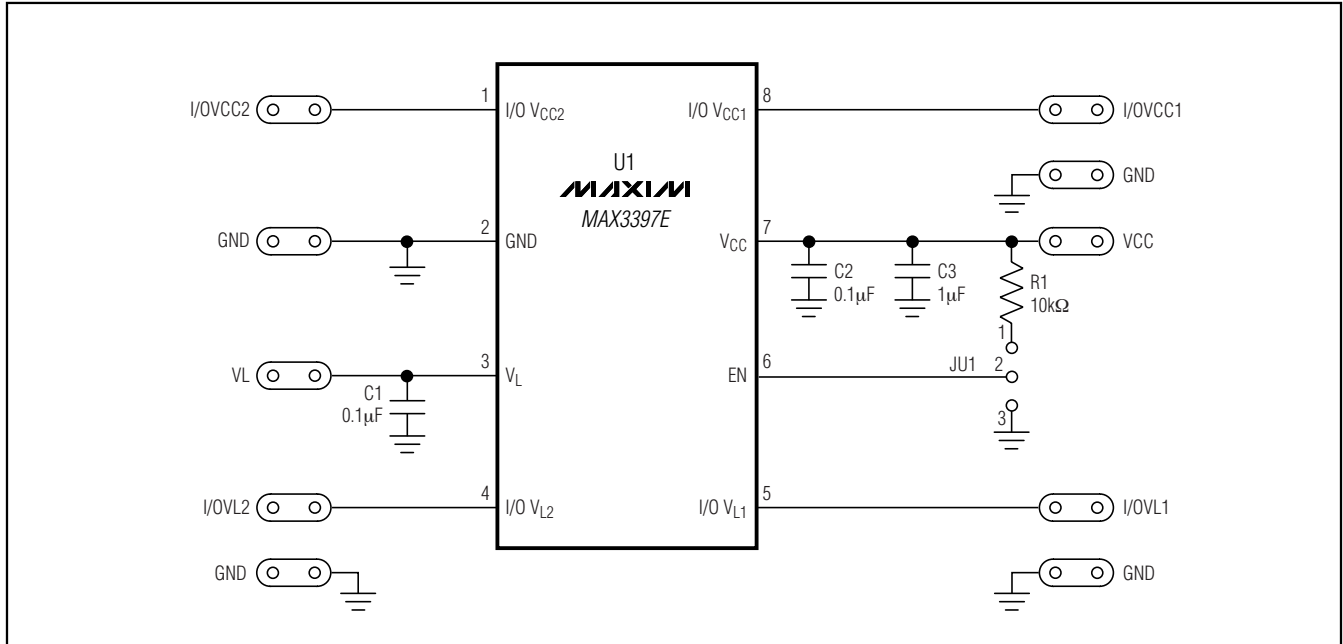 I/OVCC2
1
I/O VCC2
I/O VCC1
8
I/OVCC1
U1
MAXIM
MAX3397E
GND
GND
2
GND
VCC
7
VCC
C2
0.1µF
C3
1µF
R1
10kΩ
1
VL
3
VL
C1
0.1µF
EN
6
JU1
2
3
I/OVL2
4
I/O VL2
I/O VL1
5
I/OVL1
GND
GND